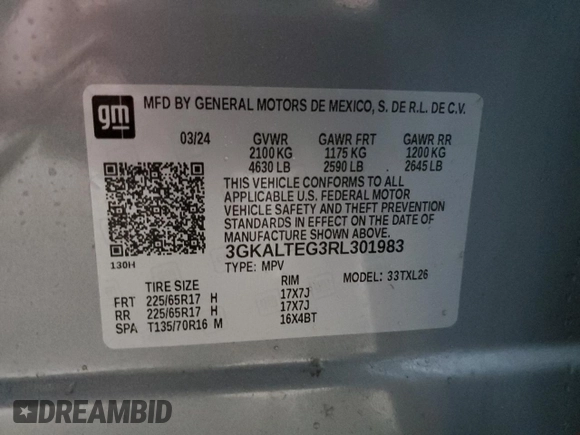 gm
MFD BY GENERAL MOTORS DE MEXICO, S. DE R.L. DE C.V.
03/24 GVWR GAWR FRT GAWR RR
2100 KG 1175 KG 1200 KG
4630 LB 2590 LB 2645 LB
THIS VEHICLE CONFORMS TO ALL
APPLICABLE U.S. FEDERAL MOTOR
VEHICLE SAFETY AND THEFT PREVENTION
STANDARDS IN EFFECT ON THE DATE OF
MANUFACTURE.
3GKALTEG3RL301983
130H TYPE: MPV MODEL: 33TXL26
TIRE SIZE RIM
FRT 225/65R17 H 17X7J
RR 225/65R17 H 17X7J
SPA T135/70R16 M 16X4BT
DREAMBID